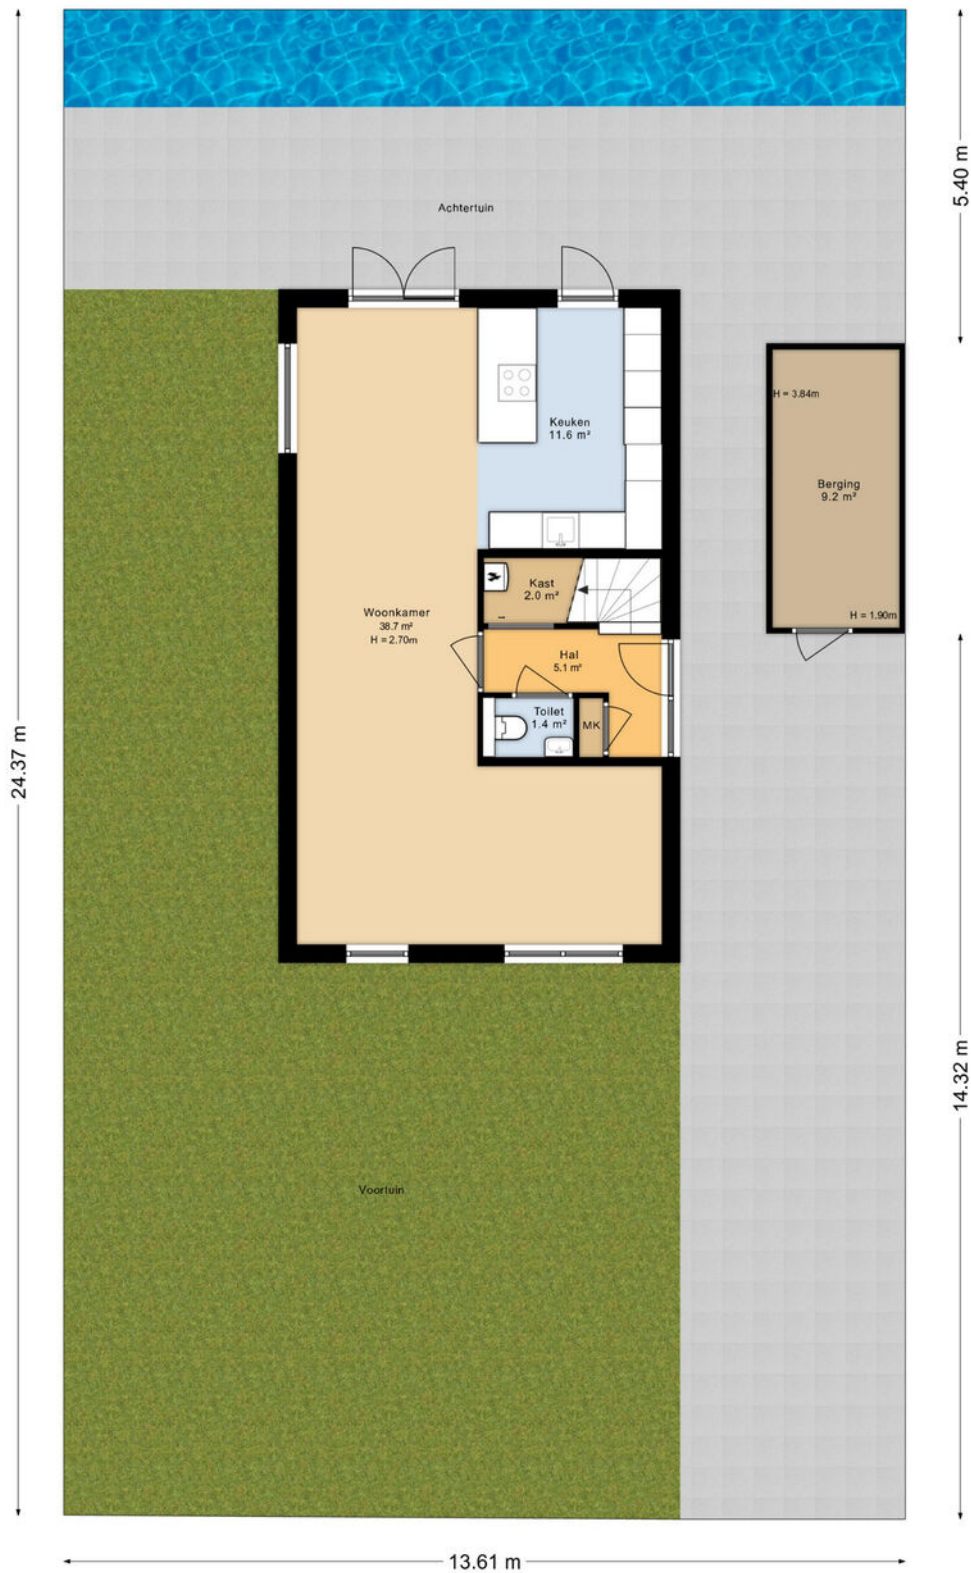 5.40 m
Achtertuin
H = 3.84m
Keuken
11.6 m²
Berging
9.2 m²
Kast
2.0 m²
Woonkamer
38.7 m²
H = 2.70m
H = 1.90m
Hal
5.1 m²
Toilet
1.4 m²
MK
24.37 m
14.32 m
Voortuin
13.61 m